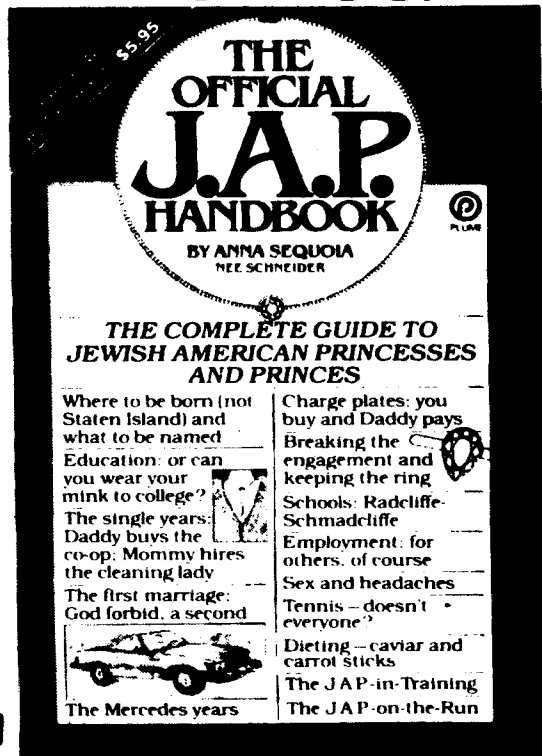 $5.95
THE
OFFICIAL
J.A.P.
HANDBOOK
BY ANNA SEQUOIA
NEE SCHNEIDER
PLUME
THE COMPLETE GUIDE TO
JEWISH AMERICAN PRINCESSES
AND PRINCES
Where to be born (not
Staten Island) and
what to be named
Education: or can
you wear your
mink to college?
The single years:
Daddy buys the
co-op; Mommy hires
the cleaning lady
The first marriage:
God forbid, a second
The Mercedes years
Charge plates: you
buy and Daddy pays
Breaking the
engagement and
keeping the ring
Schools: Radcliffe-
Schmadcliffe
Employment: for
others, of course
Sex and headaches
Tennis – doesn't
everyone?
Dieting – caviar and
carrot sticks
The J A P-in-Training
The J A P-on-the-Run